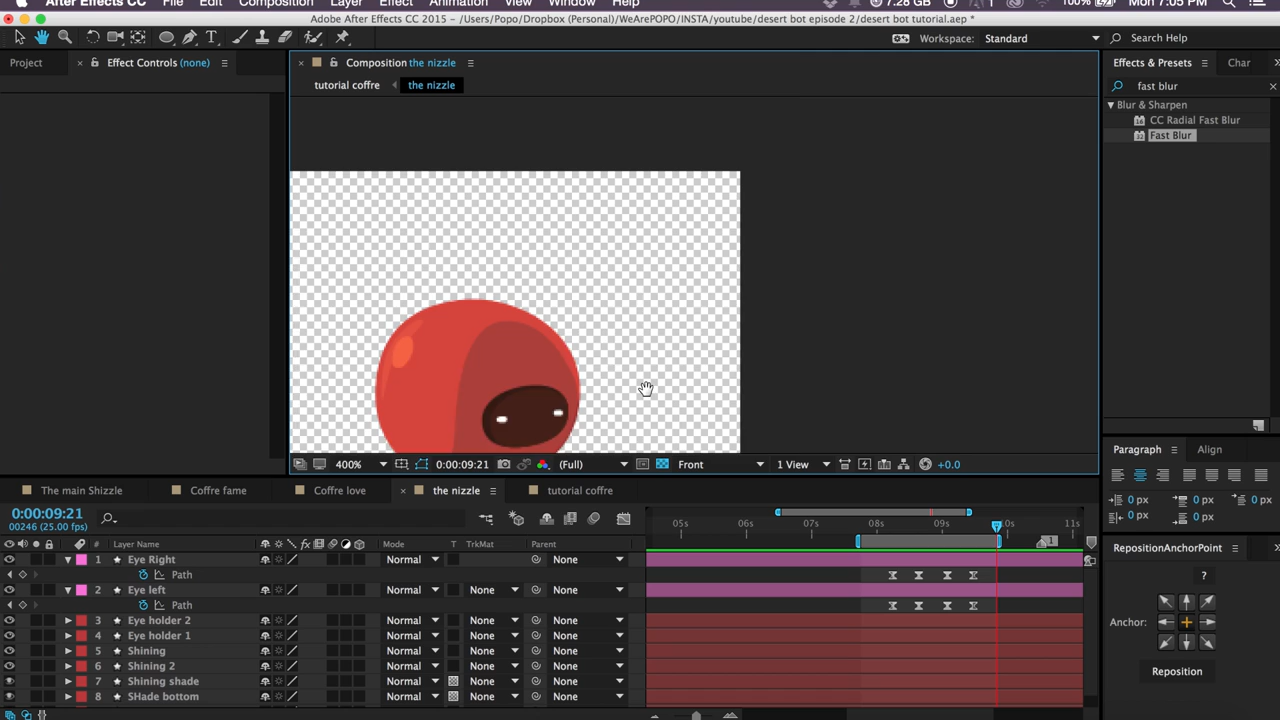 After Effects CC File Edit Composition Layer Effect Animation View Window Help 7.28 GB 1 100% Mon 7:05 PM
Adobe After Effects CC 2015 - /Users/Popo/Dropbox (Personal)/WeArePOPO/INSTA/youtube/desert bot episode 2/desert bot tutorial.aep *
Workspace: Standard Search Help
Project Effect Controls (none) Composition the nizzle Effects & Presets Char
tutorial coffre the nizzle fast blur
Blur & Sharpen
CC Radial Fast Blur
Fast Blur
Paragraph Align
400% 0:00:09:21 (Full) Front 1 View +0.0
The main Shizzle Coffre fame Coffre love the nizzle tutorial coffre
0 px 0 px 0 px
0 px 0 px
0:00:09:21
00246 (25.00 fps)
05s 06s 07s 08s 09s 0s 11s
# Layer Name Mode T TrkMat Parent
1
RepositionAnchorPoint
1 Eye Right Normal None
Path
?
2 Eye left Normal None None
Path
3 Eye holder 2 Normal None None
Anchor:
4 Eye holder 1 Normal None None
5 Shining Normal None None
6 Shining 2 Normal None None
Reposition
7 Shining shade Normal None None
8 SHade bottom Normal None None